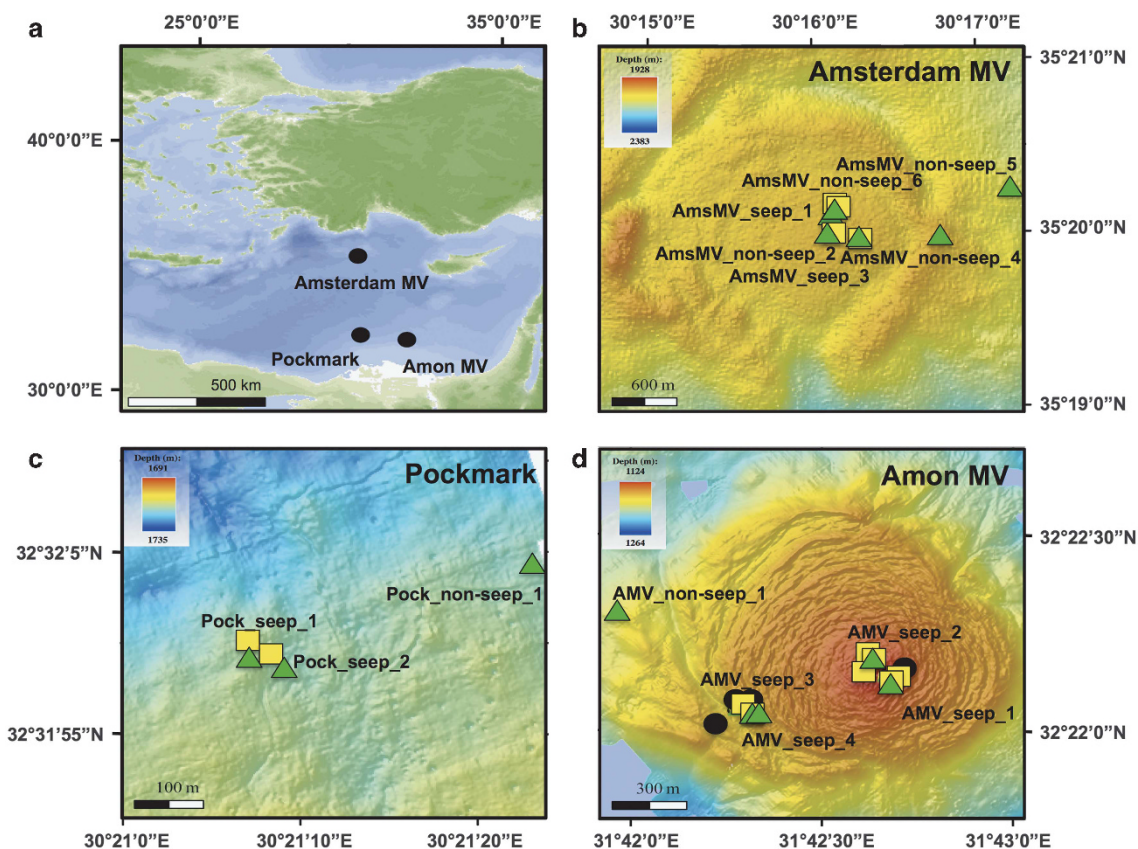 a
25°0'0"E
35°0'0"E
40°0'0"E
30°0'0"E
Amsterdam MV
Pockmark
Amon MV
500 km
b
30°15'0"E
30°16'0"E
30°17'0"E
Depth (m):
1928
2383
Amsterdam MV
35°21'0"N
35°20'0"N
35°19'0"N
AmsMV_non-seep_5
AmsMV_non-seep_6
AmsMV_seep_1
AmsMV_non-seep_2
AmsMV_non-seep_4
AmsMV_seep_3
600 m
c
Depth (m):
1691
1735
Pockmark
32°32'5"N
32°31'55"N
Pock_non-seep_1
Pock_seep_1
Pock_seep_2
100 m
30°21'0"E
30°21'10"E
30°21'20"E
d
Depth (m):
1124
1264
Amon MV
32°22'30"N
32°22'0"N
AMV_non-seep_1
AMV_seep_2
AMV_seep_3
AMV_seep_1
AMV_seep_4
300 m
31°42'0"E
31°42'30"E
31°43'0"E